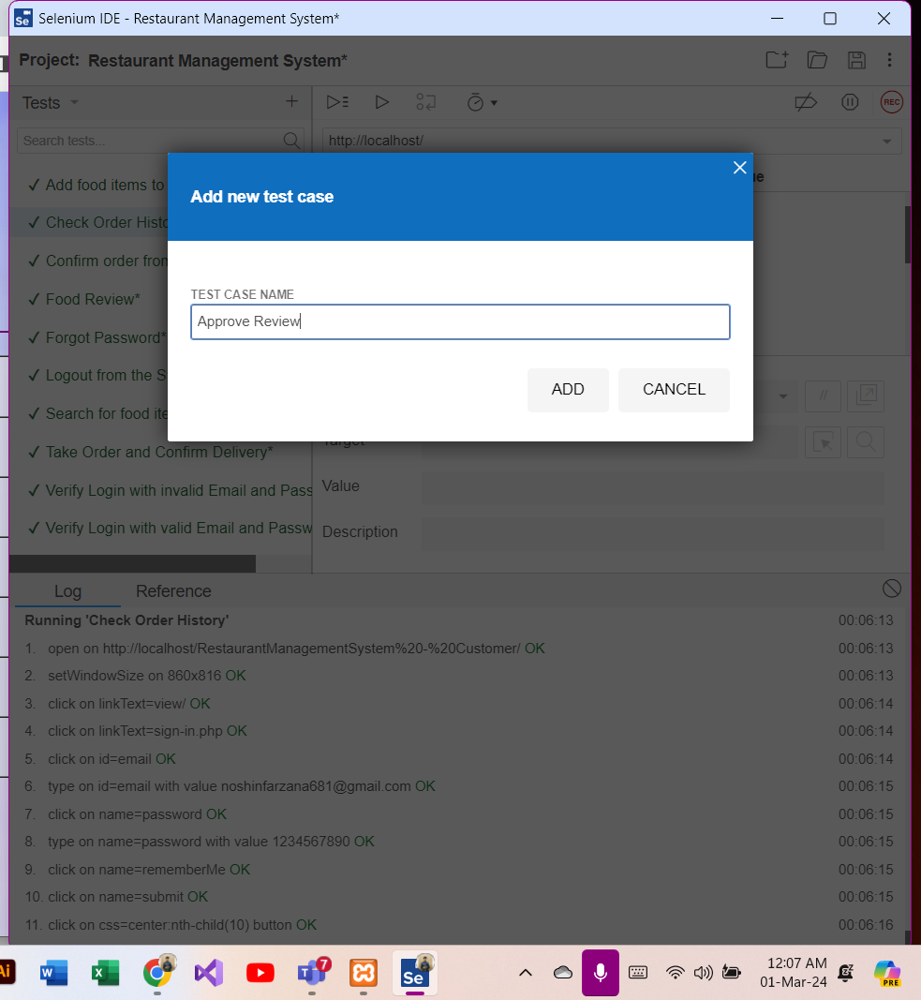 Selenium IDE - Restaurant Management System*
Project: Restaurant Management System*
Tests
REC
Search tests...
http://localhost/
Add new test case
✓ Add food items to
✓ Check Order Histo
✓ Confirm order from
TEST CASE NAME
✓ Food Review*
Approve Review
✓ Forgot Password*
✓ Logout from the S
ADD
CANCEL
//
✓ Search for food ite
Target
✓ Take Order and Confirm Delivery*
Value
✓ Verify Login with invalid Email and Pass
✓ Verify Login with valid Email and Passw
Description
Log
Reference
Running 'Check Order History' 00:06:13
1. open on http://localhost/RestaurantManagementSystem%20-%20Customer/ OK 00:06:13
2. setWindowSize on 860x816 OK 00:06:13
3. click on linkText=view/ OK 00:06:14
4. click on linkText=sign-in.php OK 00:06:14
5. click on id=email OK 00:06:14
6. type on id=email with value noshinfarzana681@gmail.com OK 00:06:15
7. click on name=password OK 00:06:15
8. type on name=password with value 1234567890 OK 00:06:15
9. click on name=rememberMe OK 00:06:15
10. click on name=submit OK 00:06:15
11. click on css=center:nth-child(10) button OK 00:06:16
7
12:07 AM
01-Mar-24
PRE